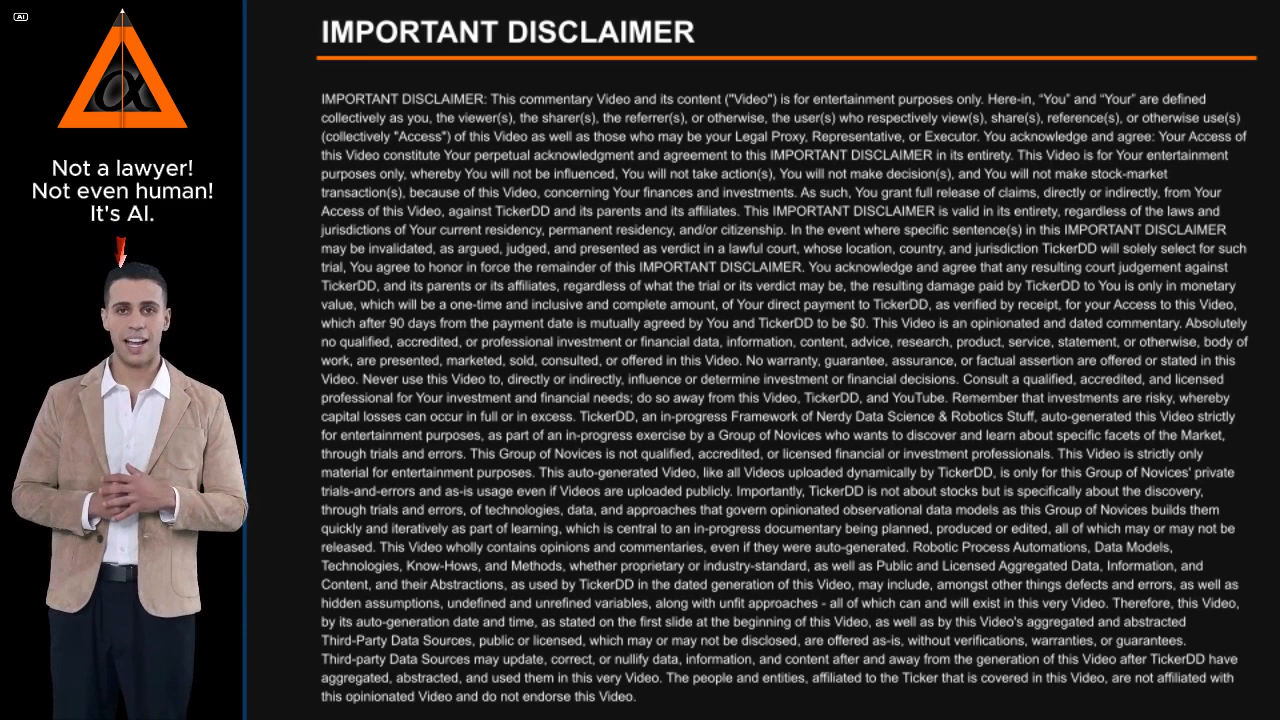 AI
α
Not a lawyer!
Not even human!
It's AI.
IMPORTANT DISCLAIMER
IMPORTANT DISCLAIMER: This commentary Video and its content ("Video") is for entertainment purposes only. Here-in, “You” and “Your” are defined
collectively as you, the viewer(s), the sharer(s), the referrer(s), or otherwise, the user(s) who respectively view(s), share(s), reference(s), or otherwise use(s)
(collectively "Access") of this Video as well as those who may be your Legal Proxy, Representative, or Executor. You acknowledge and agree: Your Access of
this Video constitute Your perpetual acknowledgment and agreement to this IMPORTANT DISCLAIMER in its entirety. This Video is for Your entertainment
purposes only, whereby You will not be influenced, You will not take action(s), You will not make decision(s), and You will not make stock-market
transaction(s), because of this Video, concerning Your finances and investments. As such, You grant full release of claims, directly or indirectly, from Your
Access of this Video, against TickerDD and its parents and its affiliates. This IMPORTANT DISCLAIMER is valid in its entirety, regardless of the laws and
jurisdictions of Your current residency, permanent residency, and/or citizenship. In the event where specific sentence(s) in this IMPORTANT DISCLAIMER
may be invalidated, as argued, judged, and presented as verdict in a lawful court, whose location, country, and jurisdiction TickerDD will solely select for such
trial, You agree to honor in force the remainder of this IMPORTANT DISCLAIMER. You acknowledge and agree that any resulting court judgement against
TickerDD, and its parents or its affiliates, regardless of what the trial or its verdict may be, the resulting damage paid by TickerDD to You is only in monetary
value, which will be a one-time and inclusive and complete amount, of Your direct payment to TickerDD, as verified by receipt, for your Access to this Video,
which after 90 days from the payment date is mutually agreed by You and TickerDD to be $0. This Video is an opinionated and dated commentary. Absolutely
no qualified, accredited, or professional investment or financial data, information, content, advice, research, product, service, statement, or otherwise, body of
work, are presented, marketed, sold, consulted, or offered in this Video. No warranty, guarantee, assurance, or factual assertion are offered or stated in this
Video. Never use this Video to, directly or indirectly, influence or determine investment or financial decisions. Consult a qualified, accredited, and licensed
professional for Your investment and financial needs; do so away from this Video, TickerDD, and YouTube. Remember that investments are risky, whereby
capital losses can occur in full or in excess. TickerDD, an in-progress Framework of Nerdy Data Science & Robotics Stuff, auto-generated this Video strictly
for entertainment purposes, as part of an in-progress exercise by a Group of Novices who wants to discover and learn about specific facets of the Market,
through trials and errors. This Group of Novices is not qualified, accredited, or licensed financial or investment professionals. This Video is strictly only
material for entertainment purposes. This auto-generated Video, like all Videos uploaded dynamically by TickerDD, is only for this Group of Novices' private
trials-and-errors and as-is usage even if Videos are uploaded publicly. Importantly, TickerDD is not about stocks but is specifically about the discovery,
through trials and errors, of technologies, data, and approaches that govern opinionated observational data models as this Group of Novices builds them
quickly and iteratively as part of learning, which is central to an in-progress documentary being planned, produced or edited, all of which may or may not be
released. This Video wholly contains opinions and commentaries, even if they were auto-generated. Robotic Process Automations, Data Models,
Technologies, Know-Hows, and Methods, whether proprietary or industry-standard, as well as Public and Licensed Aggregated Data, Information, and
Content, and their Abstractions, as used by TickerDD in the dated generation of this Video, may include, amongst other things defects and errors, as well as
hidden assumptions, undefined and unrefined variables, along with unfit approaches - all of which can and will exist in this very Video. Therefore, this Video,
by its auto-generation date and time, as stated on the first slide at the beginning of this Video, as well as by this Video's aggregated and abstracted
Third-Party Data Sources, public or licensed, which may or may not be disclosed, are offered as-is, without verifications, warranties, or guarantees.
Third-party Data Sources may update, correct, or nullify data, information, and content after and away from the generation of this Video after TickerDD have
aggregated, abstracted, and used them in this very Video. The people and entities, affiliated to the Ticker that is covered in this Video, are not affiliated with
this opinionated Video and do not endorse this Video.